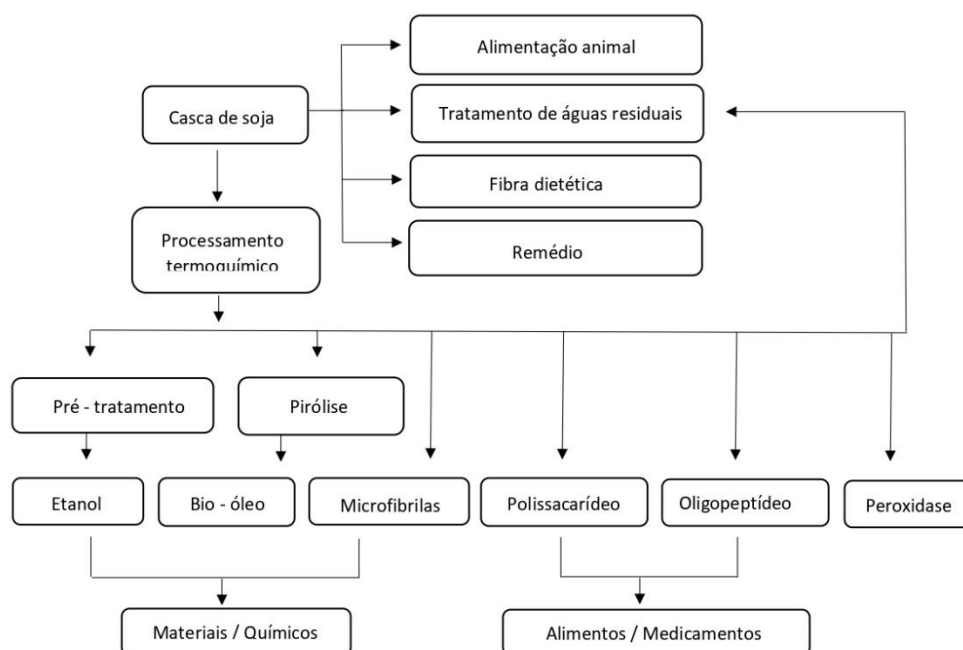 Alimentação animal
Casca de soja
Tratamento de águas residuais
Fibra dietética
Processamento
termoquímico
Remédio
Pré - tratamento
Pirólise
Etanol
Bio - óleo
Microfibrilas
Polissacarídeo
Oligopeptídeo
Peroxidase
Materiais / Químicos
Alimentos / Medicamentos